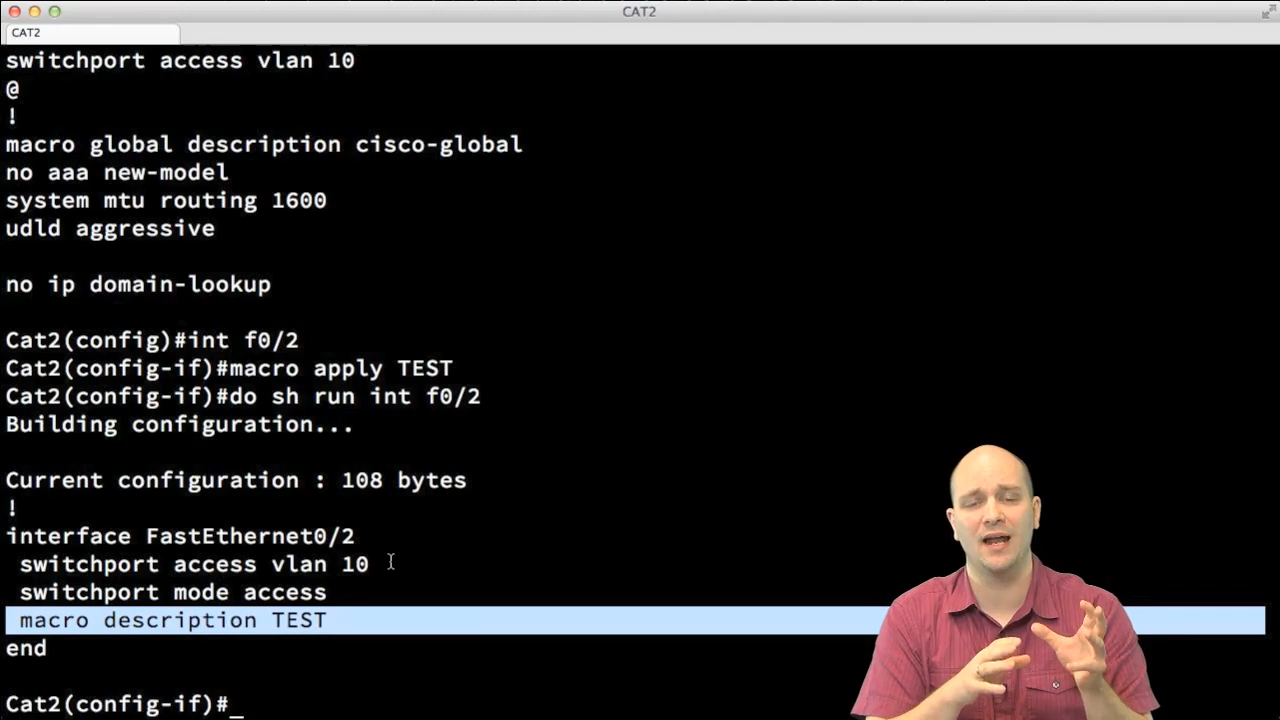 CAT2
CAT2
switchport access vlan 10
@
!
macro global description cisco-global
no aaa new-model
system mtu routing 1600
udld aggressive
no ip domain-lookup
Cat2(config)#int f0/2
Cat2(config-if)#macro apply TEST
Cat2(config-if)#do sh run int f0/2
Building configuration...
Current configuration : 108 bytes
!
interface FastEthernet0/2
switchport access vlan 10
switchport mode access
macro description TEST
end
Cat2(config-if)#_